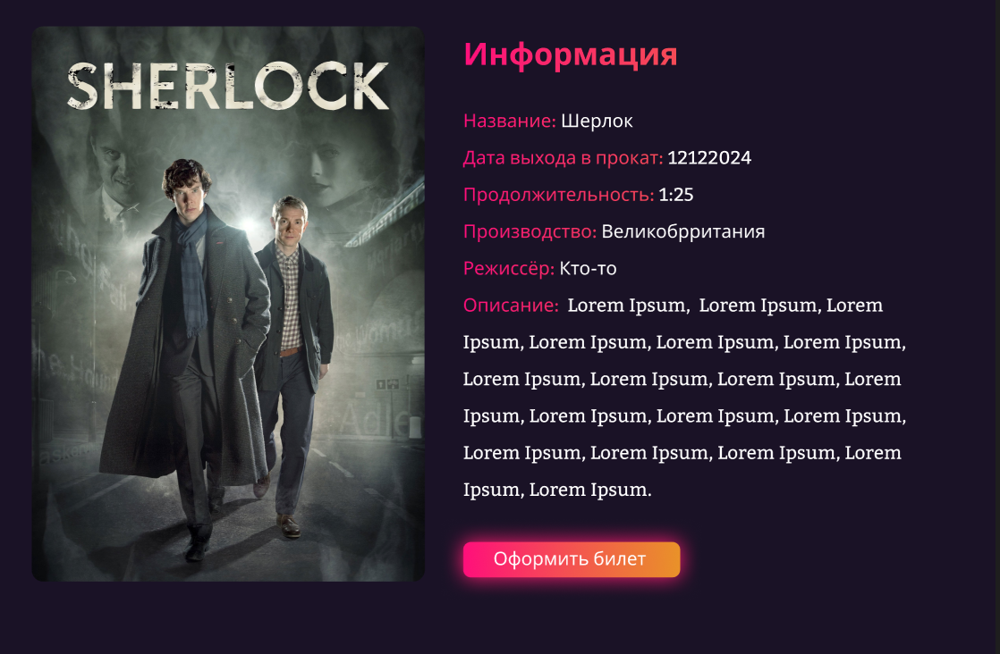 SHERLOCK
Информация
Название: Шерлок
Дата выхода в прокат: 12122024
Продолжительность: 1:25
Производство: Великобрритания
Режиссёр: Кто-то
Описание: Lorem Ipsum, Lorem Ipsum, Lorem
Ipsum, Lorem Ipsum, Lorem Ipsum, Lorem Ipsum,
Lorem Ipsum, Lorem Ipsum, Lorem Ipsum, Lorem
Ipsum, Lorem Ipsum, Lorem Ipsum, Lorem Ipsum,
Lorem Ipsum, Lorem Ipsum, Lorem Ipsum, Lorem
Ipsum, Lorem Ipsum.
Оформить билет